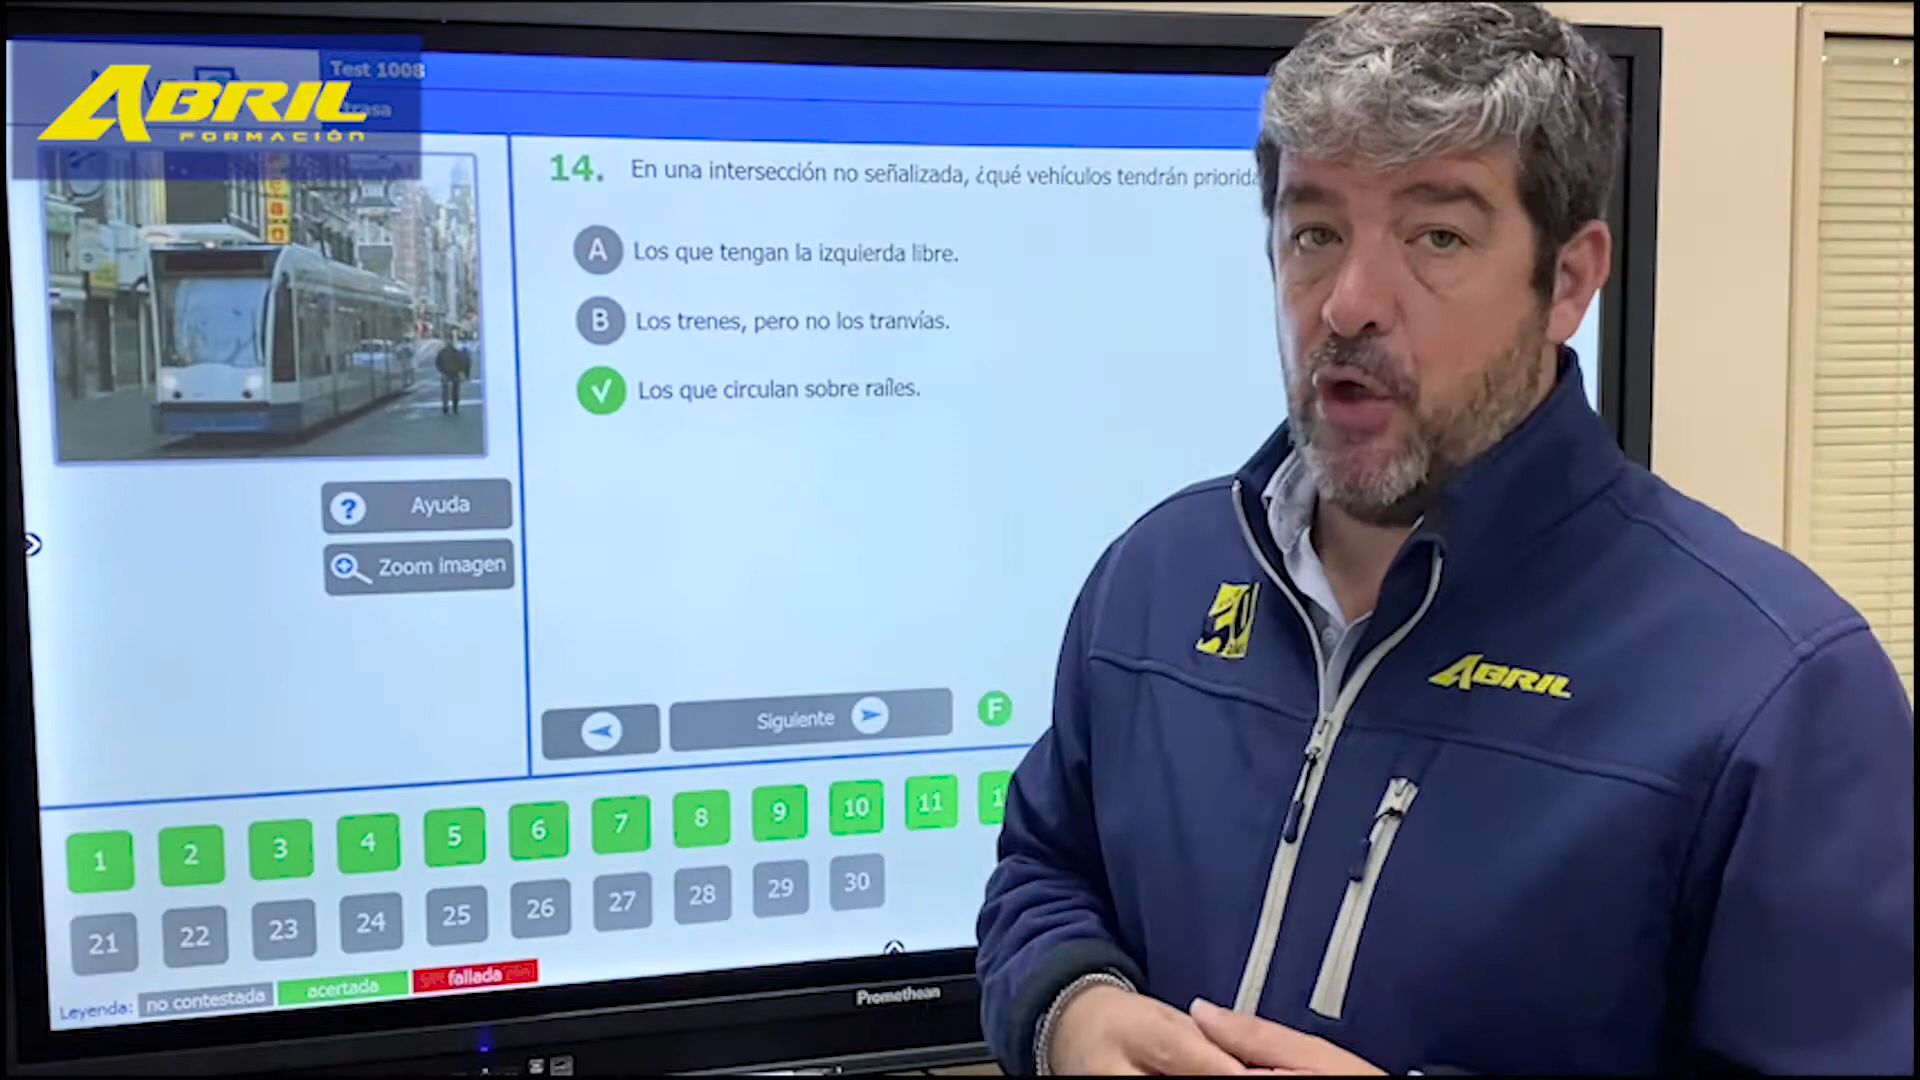 Test 1008
ABRIL
FORMACIÓN
14. En una intersección no señalizada, ¿qué vehículos tendrán
A Los que tengan la izquierda libre.
B Los trenes, pero no los tranvías.
Los que circulan sobre raíles.
? Ayuda
Zoom imagen
Siguiente
F
1 2 3 4 5 6 7 8 9 10 11
21 22 23 24 25 26 27 28 29 30
Leyenda: no contestada acertada fallada
Promethean
ABRIL